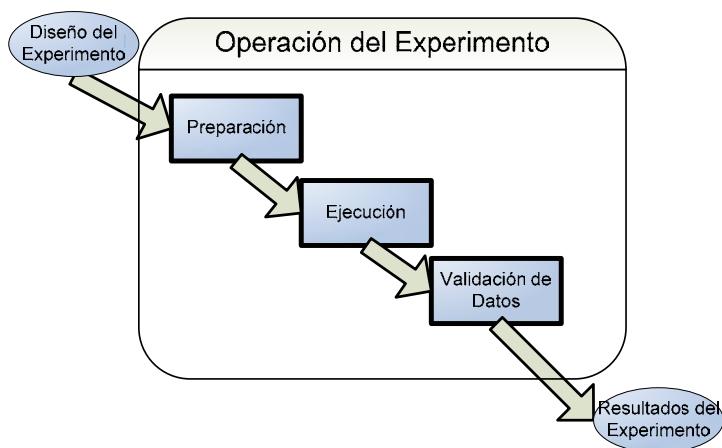 Diseño del
Experimento
Operación del Experimento
Preparación
Ejecución
Validación de
Datos
Resultados del
Experimento